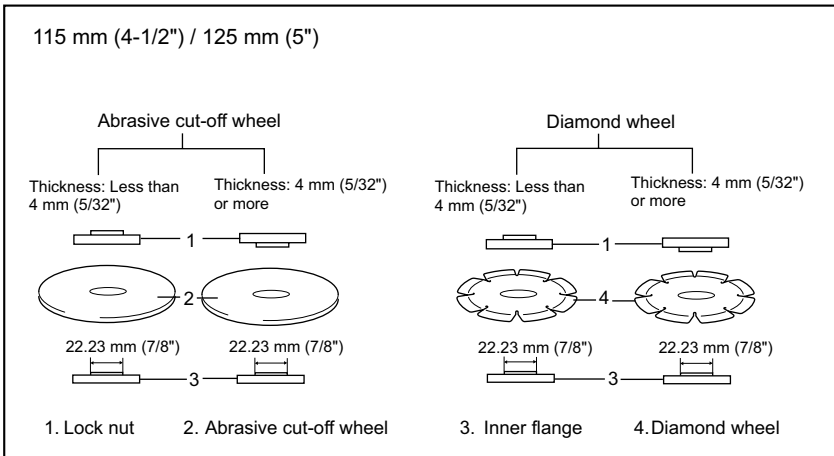 115 mm (4-1/2") / 125 mm (5")
Abrasive cut-off wheel
Diamond wheel
Thickness: Less than
4 mm (5/32")
Thickness: 4 mm (5/32")
or more
Thickness: Less than
4 mm (5/32")
Thickness: 4 mm (5/32")
or more
1
1
2
4
22.23 mm (7/8")
22.23 mm (7/8")
22.23 mm (7/8")
22.23 mm (7/8")
3
3
1. Lock nut
2. Abrasive cut-off wheel
3. Inner flange
4. Diamond wheel